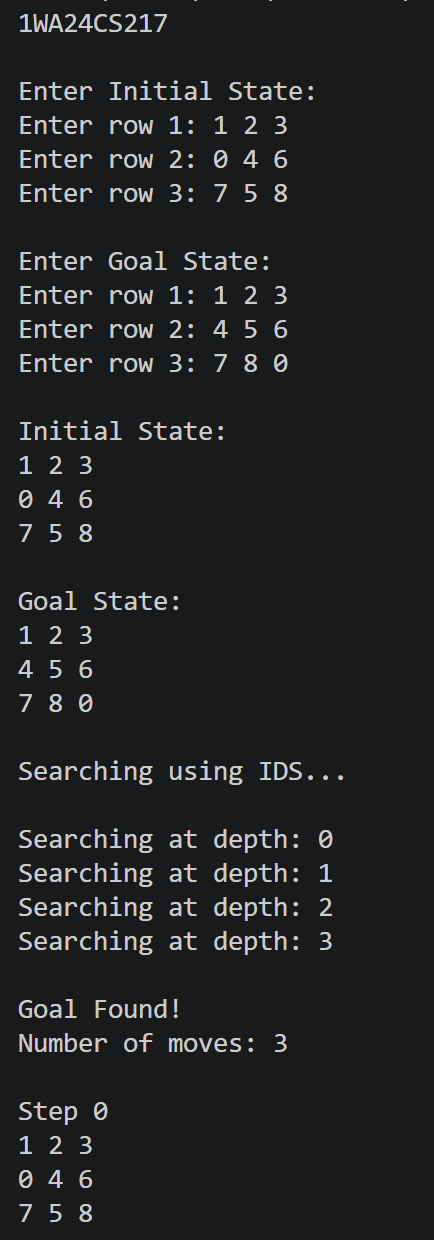 1WA24CS217
Enter Initial State:
Enter row 1: 1 2 3
Enter row 2: 0 4 6
Enter row 3: 7 5 8
Enter Goal State:
Enter row 1: 1 2 3
Enter row 2: 4 5 6
Enter row 3: 7 8 0
Initial State:
1 2 3
0 4 6
7 5 8
Goal State:
1 2 3
4 5 6
7 8 0
Searching using IDS...
Searching at depth: 0
Searching at depth: 1
Searching at depth: 2
Searching at depth: 3
Goal Found!
Number of moves: 3
Step 0
1 2 3
0 4 6
7 5 8